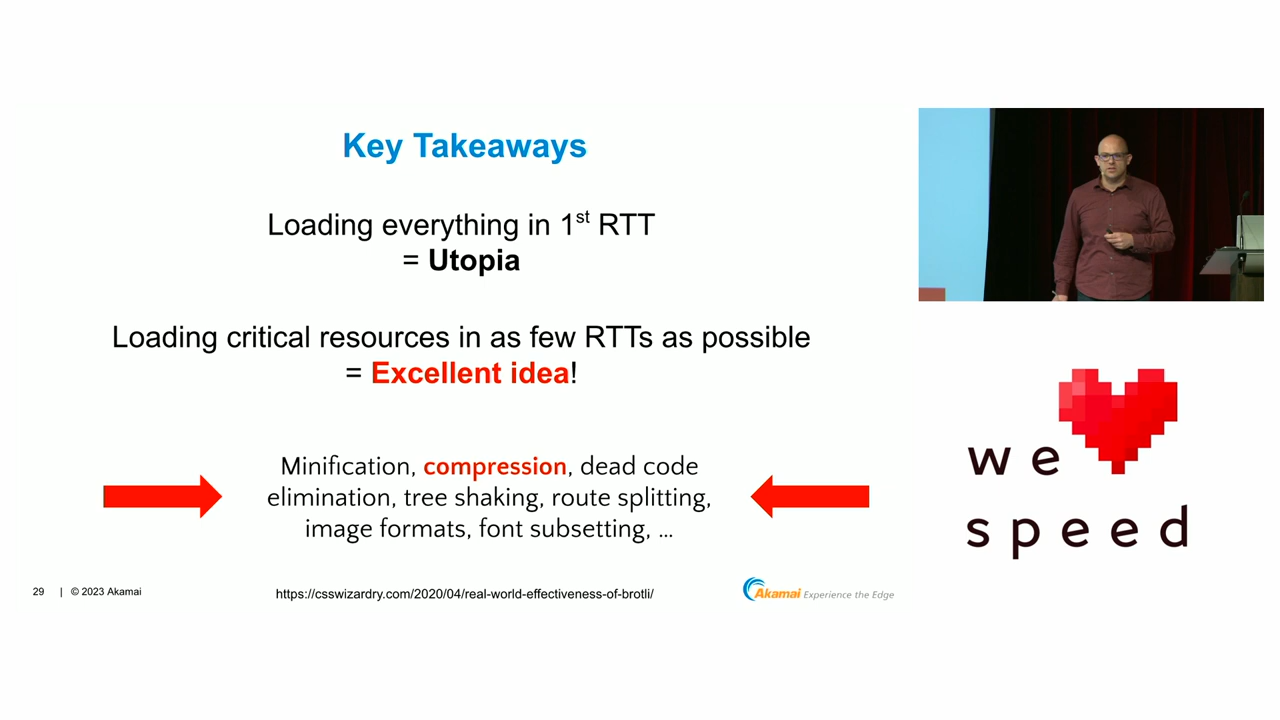 Key Takeaways
Loading everything in 1st RTT
= Utopia
Loading critical resources in as few RTTs as possible
= Excellent idea!
Minification, compression, dead code
elimination, tree shaking, route splitting,
image formats, font subsetting, ...
29 | © 2023 Akamai
https://csswizardry.com/2020/04/real-world-effectiveness-of-brotli/
Akamai Experience the Edge
we
speed